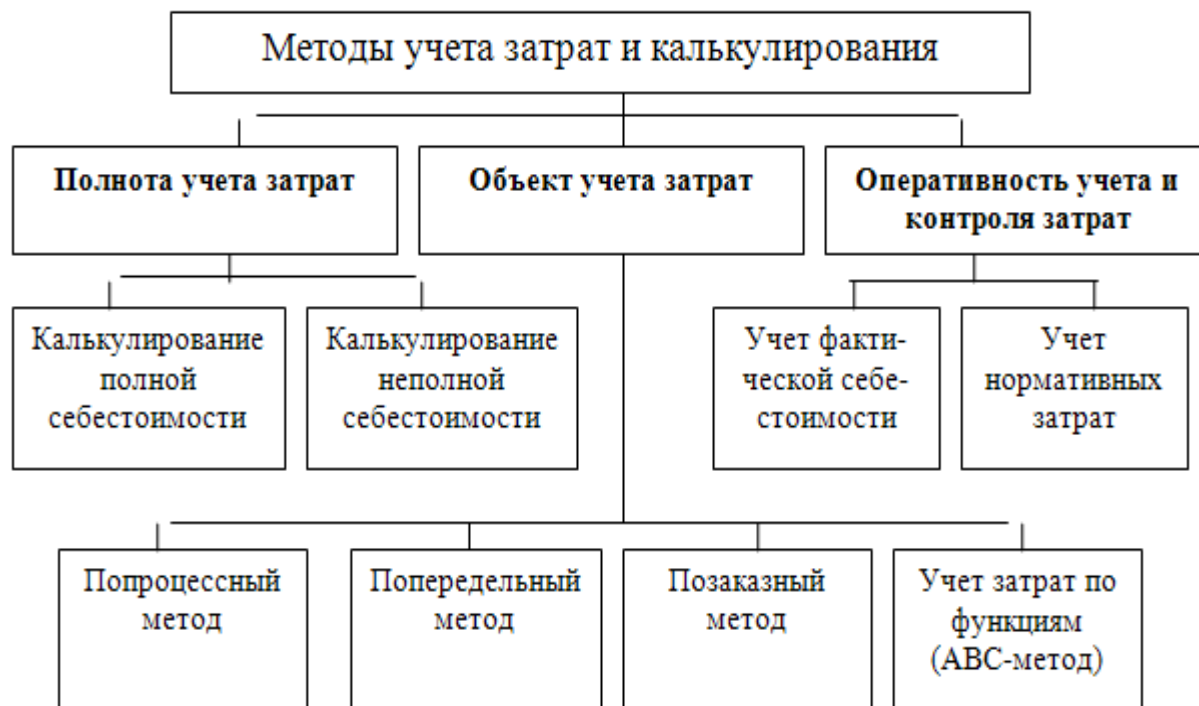 Методы учета затрат и калькулирования
Полнота учета затрат
Объект учета затрат
Оперативность учета и
контроля затрат
Калькулирование
полной
себестоимости
Калькулирование
неполной
себестоимости
Учет факти-
ческой себе-
стоимости
Учет
нормативных
затрат
Попроцессный
метод
Попередельный
метод
Позаказный
метод
Учет затрат по
функциям
(АВС-метод)